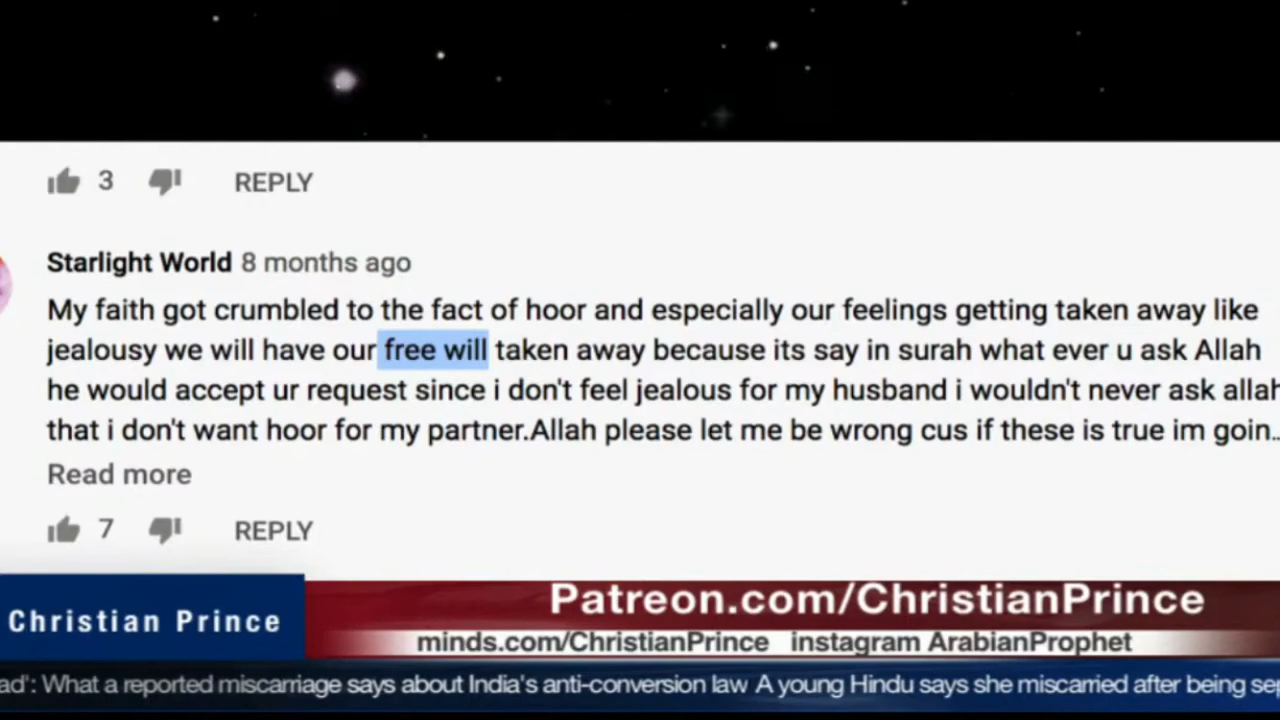 3 REPLY
Starlight World 8 months ago
My faith got crumbled to the fact of hoor and especially our feelings getting taken away like
jealousy we will have our free will taken away because its say in surah what ever u ask Allah
he would accept ur request since i don't feel jealous for my husband i wouldn't never ask allah
that i don't want hoor for my partner.Allah please let me be wrong cus if these is true im goin...
Read more
7 REPLY
Christian Prince
Patreon.com/ChristianPrince
minds.com/ChristianPrince instagram ArabianProphet
ad': What a reported miscarriage says about India's anti-conversion law A young Hindu says she miscarried after being